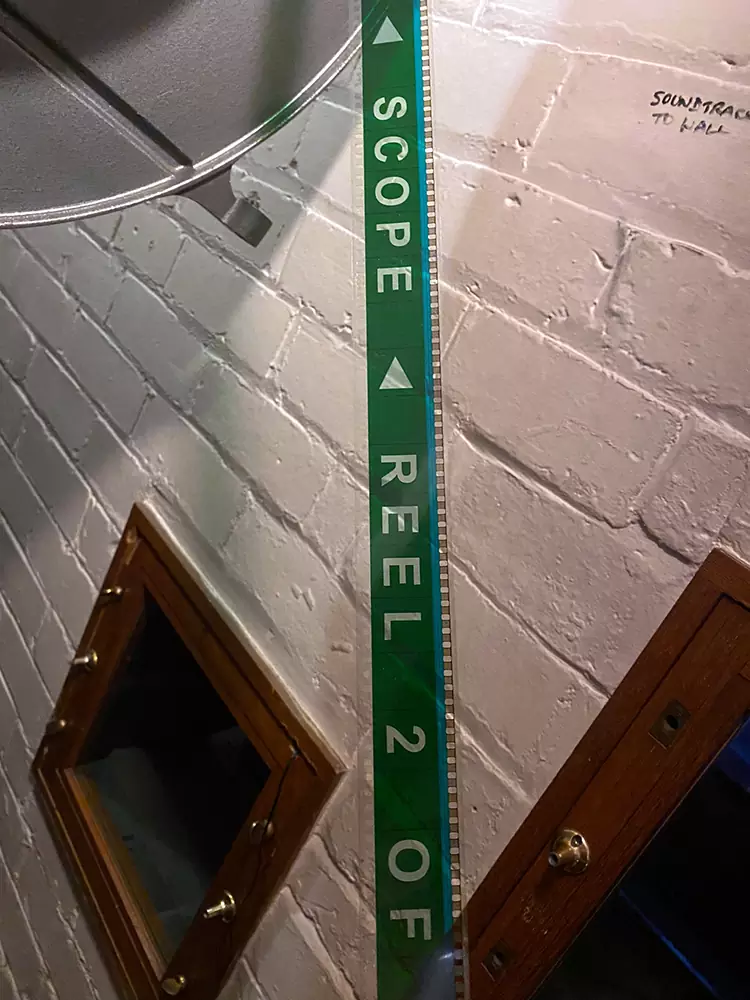 ◀ SCOPE ◀ REEL 2 OF
SOUNDTRACK
TO WALL